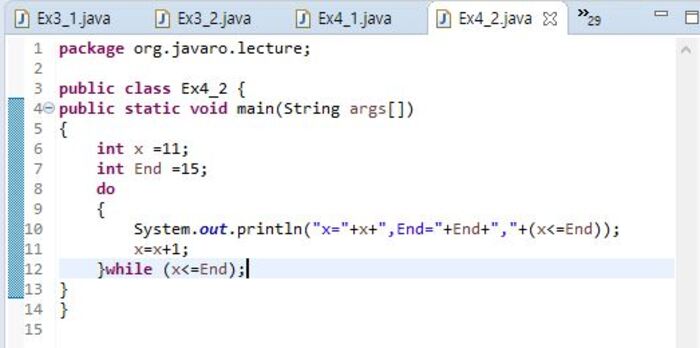 Ex3_1.java Ex3_2.java Ex4_1.java Ex4_2.java »29
1 package org.javaro.lecture;
2
3 public class Ex4_2 {
4 public static void main(String args[])
5 {
6 int x =11;
7 int End =15;
8 do
9 {
10 System.out.println("x="+x+",End="+End+","+(x<=End));
11 x=x+1;
12 }while (x<=End);
13 }
14 }
15